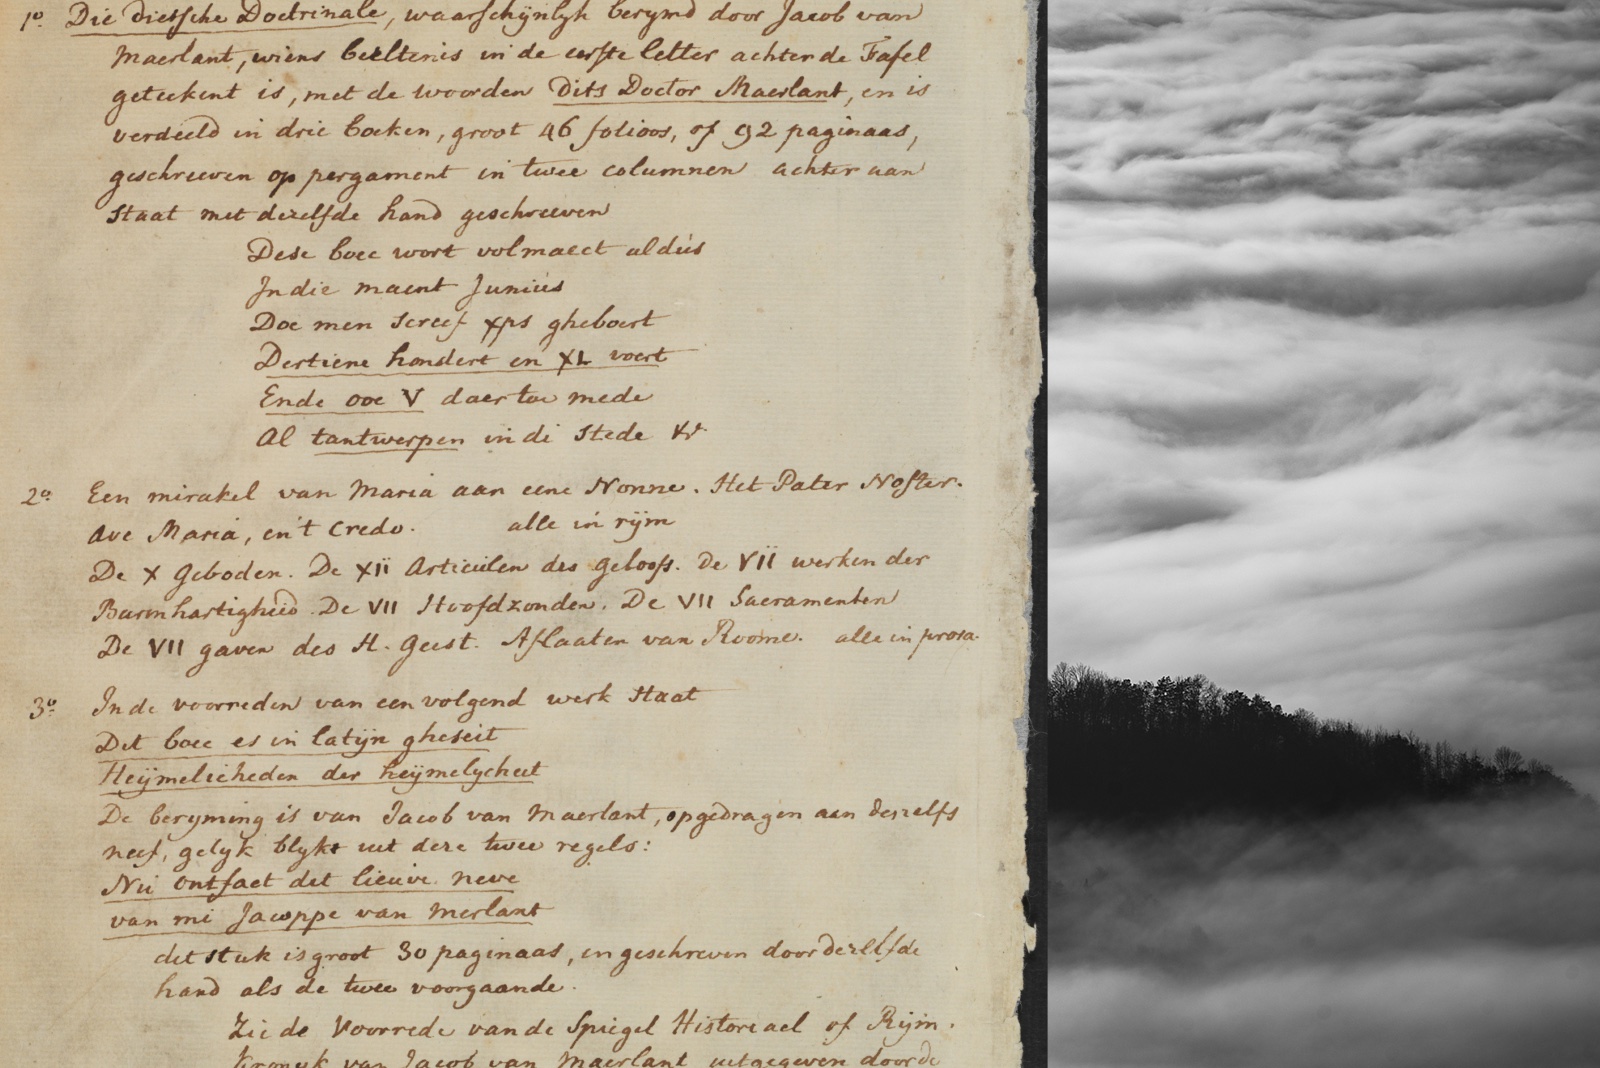 1º Die dietsche Doctrinale, waarschijnlyk berymd door Jacob van
Maerlant, wiens beeltenis in de eerste letter achter de Tafel
geteekent is, met de woorden Dits Doctor Maerlant, en is
verdeeld in drie boeken, groot 46 folioos, of 92 paginaas,
geschreeven op pergament in twee columnen achter aan
Staat met dezelfde hand geschreeven
Dese boec wort volmaect aldus
In die maent Junius
Doe men screef xps gheboert
Dertiene hondert en XL voert
Ende ooc V daer toe mede
Al tantwerpen in di Stede
2º Een mirakel van Maria aan eene Nonne. Het Pater Noster.
Ave Maria, en't Credo. alle in rijm
De X Geboden. De XII Articulen des geloofs. De VII werken der
Barmhartigheid. De VII Hoofdzonden. De VII Sacramenten
De VII gaven des H. Geest. Aflaaten van Roome. alle in prosa.
3º In de voorreden van een volgend werk Staat
Dit boec es in latijn gheseit
Heijmelicheden der heijmelycheit
De beryming is van Jacob van Maerlant, opgedragen aan deszelfs
neef, gelyk blykt uit deze twee regels:
Nu ontfaet dit lieuve neve
van mi Jacoppe van Merlant
dit stuk is groot 30 paginaas, en geschreven door dezelfde
hand als de twee voorgaande.
Zie de Voorrede van de Spiegel Historiael of Rijm.
Kronyk van Jacob van Maerlant uitgegeven door de